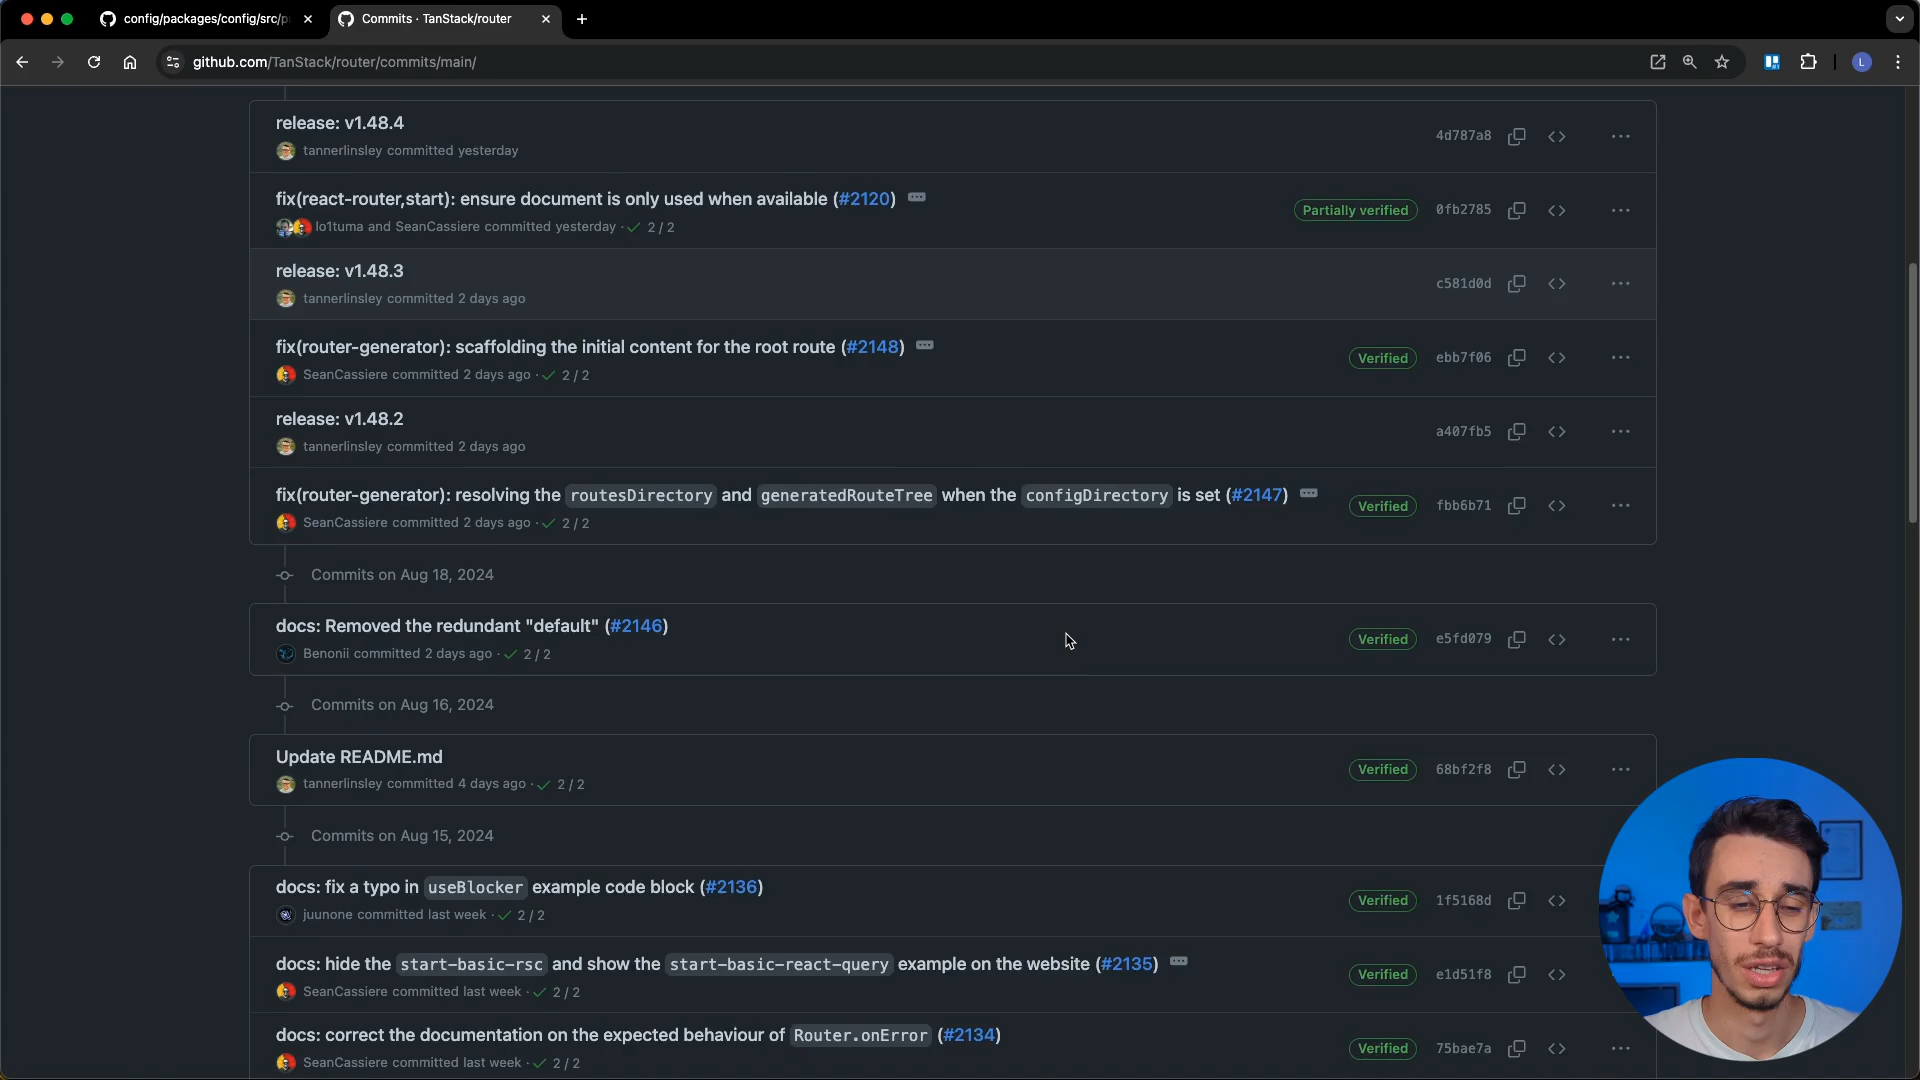 config/packages/config/src/p
Commits · TanStack/router
github.com/TanStack/router/commits/main/
L
release: v1.48.4
tannerlinsley committed yesterday
4d787a8
fix(react-router,start): ensure document is only used when available (#2120)
lo1tuma and SeanCassiere committed yesterday · 2 / 2
Partially verified
0fb2785
release: v1.48.3
tannerlinsley committed 2 days ago
c581d0d
fix(router-generator): scaffolding the initial content for the root route (#2148)
SeanCassiere committed 2 days ago · 2 / 2
Verified
ebb7f06
release: v1.48.2
tannerlinsley committed 2 days ago
a407fb5
fix(router-generator): resolving the routesDirectory and generatedRouteTree when the configDirectory is set (#2147)
SeanCassiere committed 2 days ago · 2 / 2
Verified
fbb6b71
Commits on Aug 18, 2024
docs: Removed the redundant "default" (#2146)
Benonii committed 2 days ago · 2 / 2
Verified
e5fd079
Commits on Aug 16, 2024
Update README.md
tannerlinsley committed 4 days ago · 2 / 2
Verified
68bf2f8
Commits on Aug 15, 2024
docs: fix a typo in useBlocker example code block (#2136)
juunone committed last week · 2 / 2
Verified
1f5168d
docs: hide the start-basic-rsc and show the start-basic-react-query example on the website (#2135)
SeanCassiere committed last week · 2 / 2
Verified
e1d51f8
docs: correct the documentation on the expected behaviour of Router.onError (#2134)
SeanCassiere committed last week · 2 / 2
Verified
75bae7a